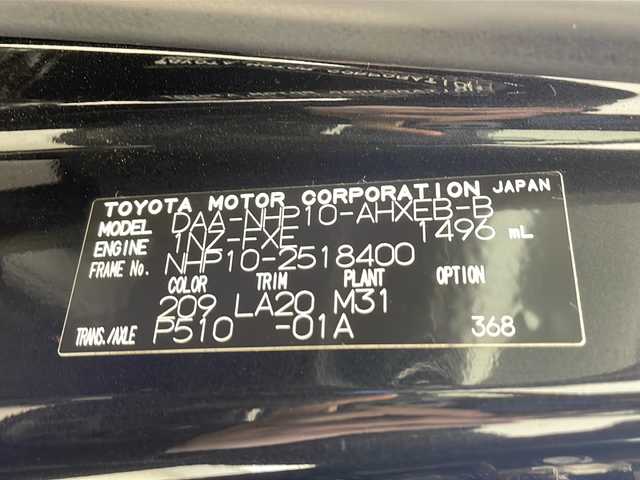 TOYOTA MOTOR CORPORATION JAPAN
MODEL DAA-NHP10-AHXEB-B
ENGINE 1NZ-FXE 1496 mL
FRAME No. NHP10-2518400
COLOR TRIM PLANT OPTION
209 LA20 M31
TRANS./AXLE P510 -01A 368